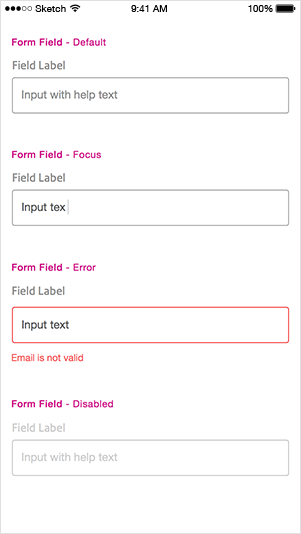 Sketch 9:41 AM 100%
Form Field - Default
Field Label
Input with help text
Form Field - Focus
Field Label
Input tex
Form Field - Error
Field Label
Input text
Email is not valid
Form Field - Disabled
Field Label
Input with help text